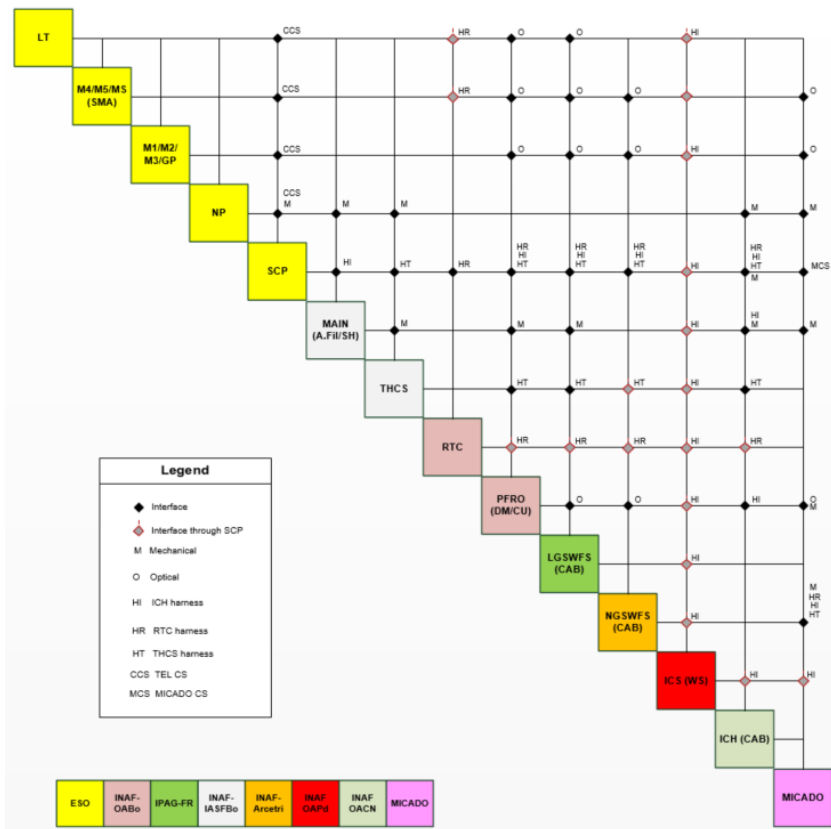 LT
CCS
HR
O
O
HI
M4/M5/MS
(SMA)
CCS
HR
O
O
O
O
M1/M2/
M3/GP
CCS
O
O
O
HI
O
NP
CCS
M
M
M
M
M
SCP
HI
HT
HR
HR
HI
HT
HR
HI
HT
HR
HI
HT
HI
HR
HI
HT
M
MCS
MAIN
(A.Fil/SH)
M
M
M
HI
HI
M
M
THCS
HT
HT
HT
HI
HT
RTC
HR
HR
HR
HI
HR
PFRO
(DM/CU)
O
O
HI
HI
O
M
LGSWFS
(CAB)
HI
NGSWFS
(CAB)
HI
M
HR
HI
HT
ICS (WS)
HI
HI
ICH (CAB)
MICADO
Legend
Interface
Interface through SCP
M Mechanical
O Optical
HI ICH harness
HR RTC harness
HT THCS harness
CCS TEL CS
MCS MICADO CS
ESO
INAF-
OABo
IPAG-FR
INAF-
IASFBo
INAF-
Arcetri
INAF
OAPd
INAF
OACN
MICADO